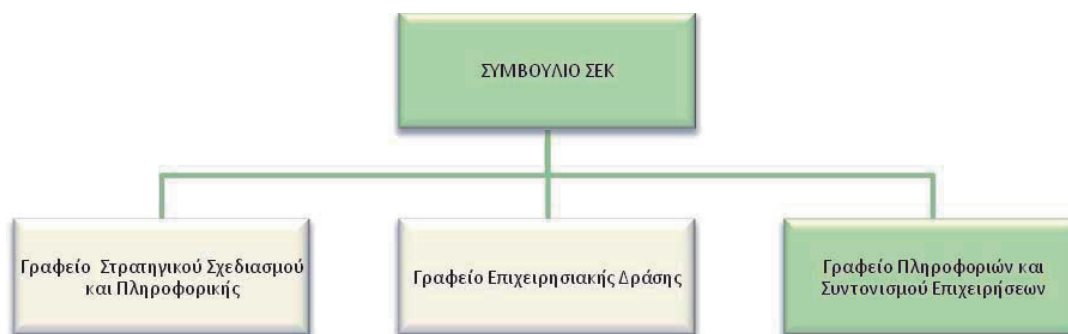 ΣΥΜΒΟΥΛΙΟ ΣΕΚ
Γραφείο Στρατηγικού Σχεδιασμού
και Πληροφορικής
Γραφείο Επιχειρησιακής Δράσης
Γραφείο Πληροφοριών και
Συντονισμού Επιχειρήσεων